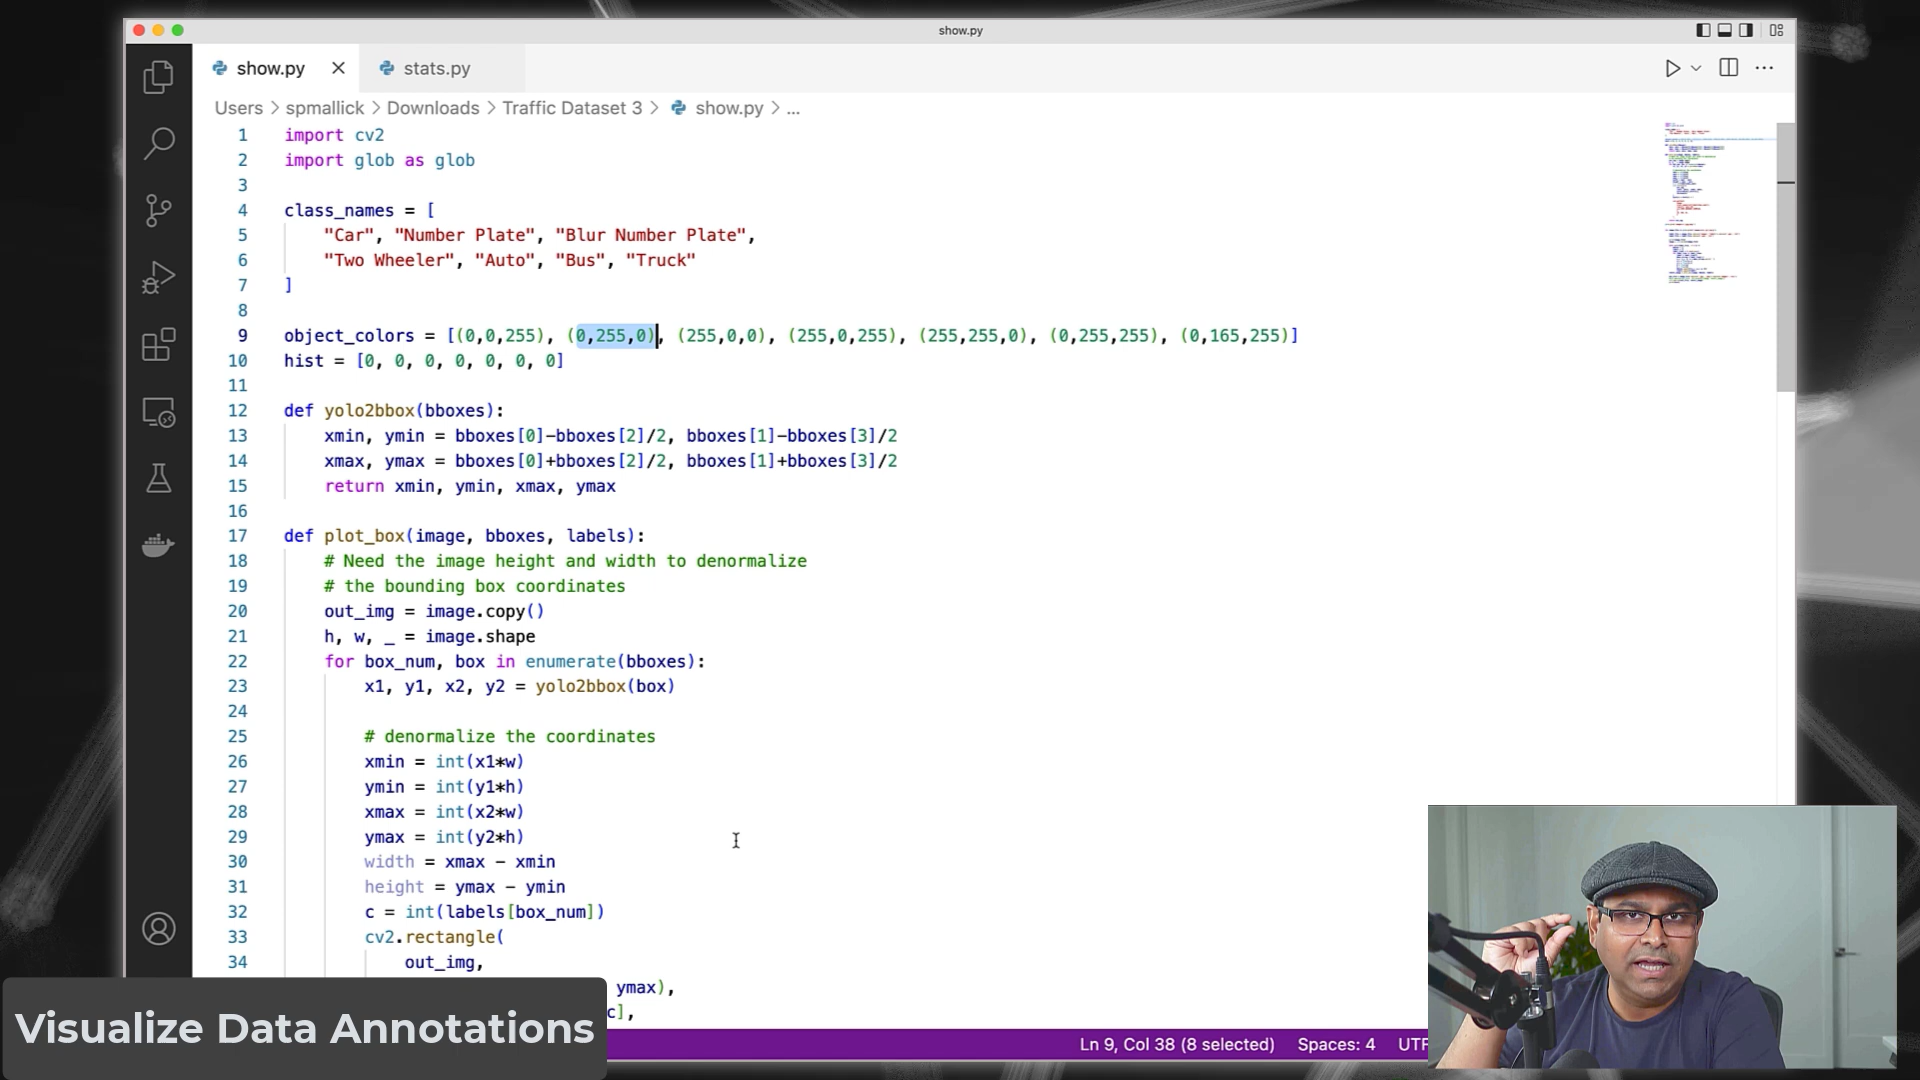 show.py
show.py
stats.py
Users > spmallick > Downloads > Traffic Dataset 3 > show.py > ...
1 import cv2
2 import glob as glob
3
4 class_names = [
5 "Car", "Number Plate", "Blur Number Plate",
6 "Two Wheeler", "Auto", "Bus", "Truck"
7 ]
8
9 object_colors = [(0,0,255), (0,255,0), (255,0,0), (255,0,255), (255,255,0), (0,255,255), (0,165,255)]
10 hist = [0, 0, 0, 0, 0, 0, 0]
11
12 def yolo2bbox(bboxes):
13 xmin, ymin = bboxes[0]-bboxes[2]/2, bboxes[1]-bboxes[3]/2
14 xmax, ymax = bboxes[0]+bboxes[2]/2, bboxes[1]+bboxes[3]/2
15 return xmin, ymin, xmax, ymax
16
17 def plot_box(image, bboxes, labels):
18 # Need the image height and width to denormalize
19 # the bounding box coordinates
20 out_img = image.copy()
21 h, w, _ = image.shape
22 for box_num, box in enumerate(bboxes):
23 x1, y1, x2, y2 = yolo2bbox(box)
24
25 # denormalize the coordinates
26 xmin = int(x1*w)
27 ymin = int(y1*h)
28 xmax = int(x2*w)
29 ymax = int(y2*h)
30 width = xmax - xmin
31 height = ymax - ymin
32 c = int(labels[box_num])
33 cv2.rectangle(
34 out_img,
ymax),
c],
Visualize Data Annotations
Ln 9, Col 38 (8 selected) Spaces: 4 UTF